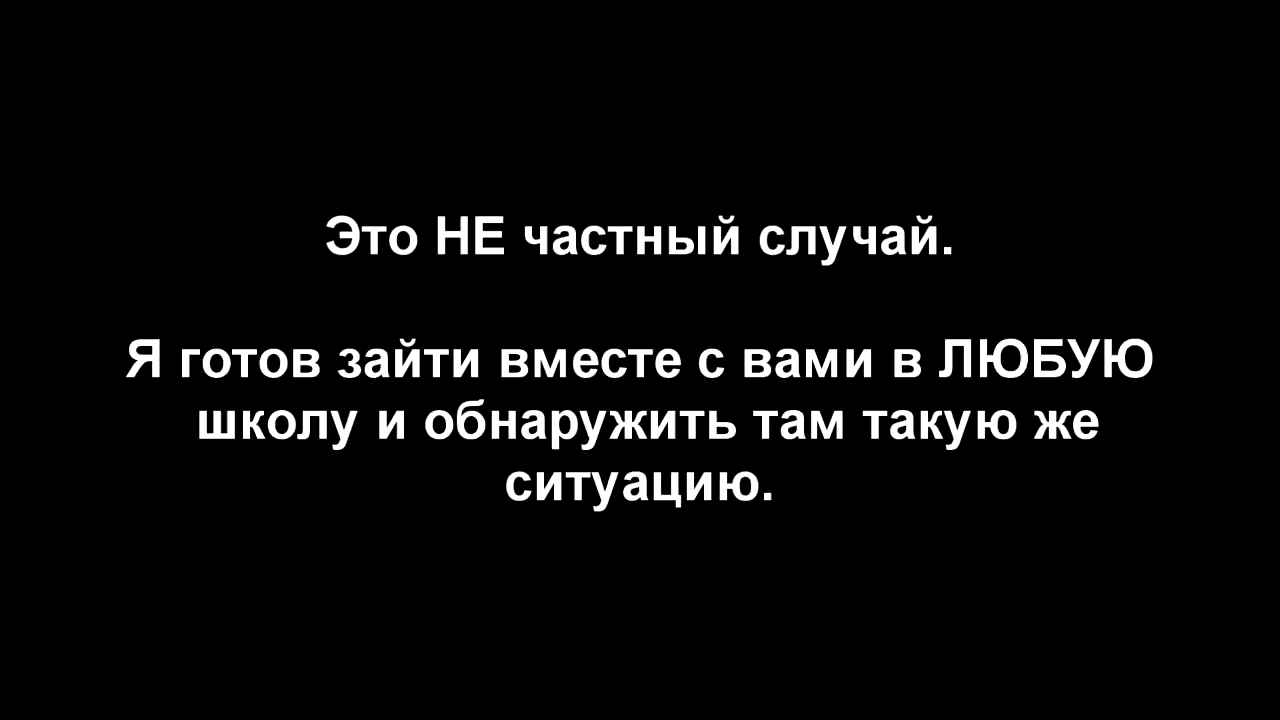 Это НЕ частный случай.
Я готов зайти вместе с вами в ЛЮБУЮ
школу и обнаружить там такую же
ситуацию.